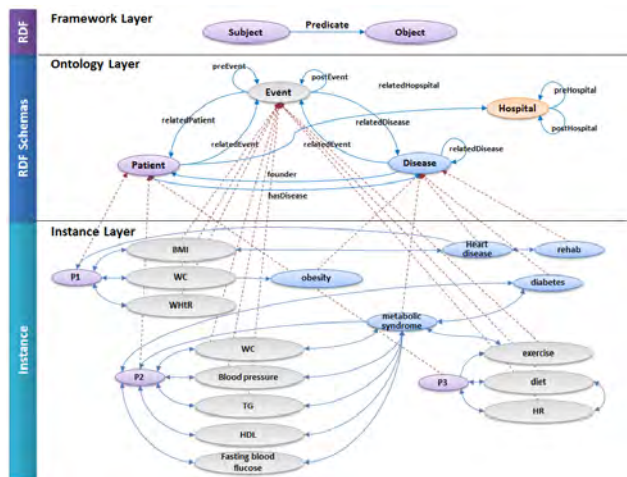 RDF
Framework Layer
Predicate
Subject
Object
RDF Schemas
Ontology Layer
preEvent
postEvent
Event
relatedHopspital
preHospital
Hospital
relatedPatient
relatedDisease
postHospital
relatedEvent
relatedEvent
relatedDisease
Patient
Disease
founder
hasDisease
Instance
Instance Layer
BMI
Heart
disease
rehab
P1
WC
obesity
diabetes
WHtR
metabolic
syndrome
WC
exercise
P2
Blood pressure
P3
diet
TG
HR
HDL
Fasting blood
flucose